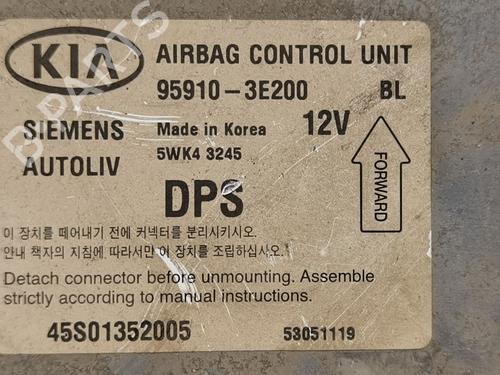 KIA
AIRBAG CONTROL UNIT
95910-3E200 BL
SIEMENS
AUTOLIV
Made in Korea
5WK4 3245
12V
FORWARD
DPS
이 장치를 떼어내기 전에 커넥터를 분리시키시오.
안내 책자의 지침에 따라서만 이 장치를 조립하십시오.
Detach connector before unmounting. Assemble
strictly according to manual instructions.
45S01352005 53051119
B-PARTS